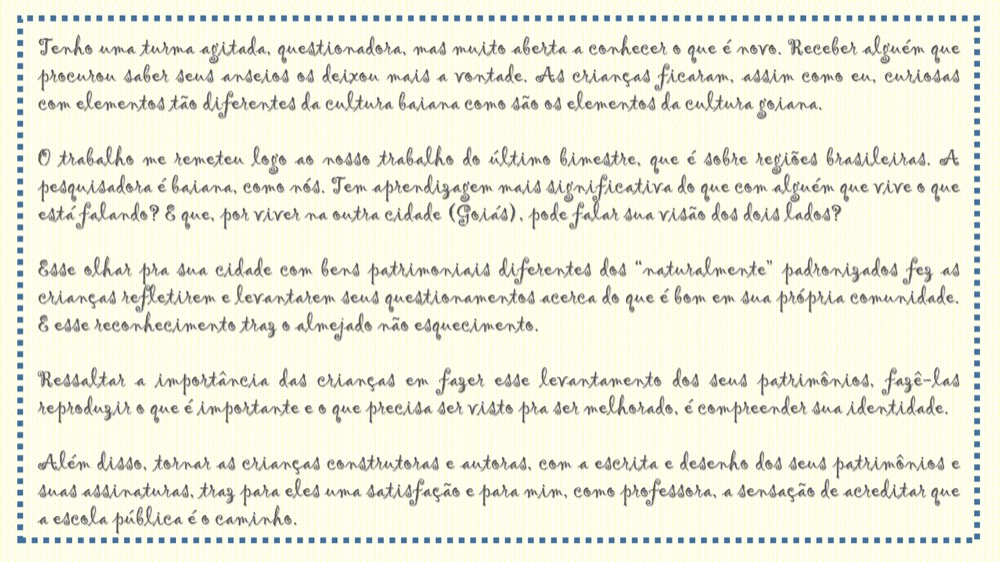 Tenho uma turma agitada, questionadora, mas muito aberta a conhecer o que é novo. Receber alguém que
procurou saber seus anseios os deixou mais a vontade. As crianças ficaram, assim como eu, curiosas
com elementos tão diferentes da cultura baiana como são os elementos da cultura goiana.
O trabalho me remeteu logo ao nosso trabalho do último bimestre, que é sobre regiões brasileiras. A
pesquisadora é baiana, como nós. Tem aprendizagem mais significativa do que com alguém que vive o que
está falando? E que, por viver na outra cidade (Goiás), pode falar sua visão dos dois lados?
Esse olhar pra sua cidade com bens patrimoniais diferentes dos “naturalmente” padronizados fez as
crianças refletirem e levantarem seus questionamentos acerca do que é bom em sua própria comunidade.
E esse reconhecimento traz o almejado não esquecimento.
Ressaltar a importância das crianças em fazer esse levantamento dos seus patrimônios, fazê-las
reproduzir o que é importante e o que precisa ser visto pra ser melhorado, é compreender sua identidade.
Além disso, tornar as crianças construtoras e autoras, com a escrita e desenho dos seus patrimônios e
suas assinaturas, traz para eles uma satisfação e para mim, como professora, a sensação de acreditar que
a escola pública é o caminho.